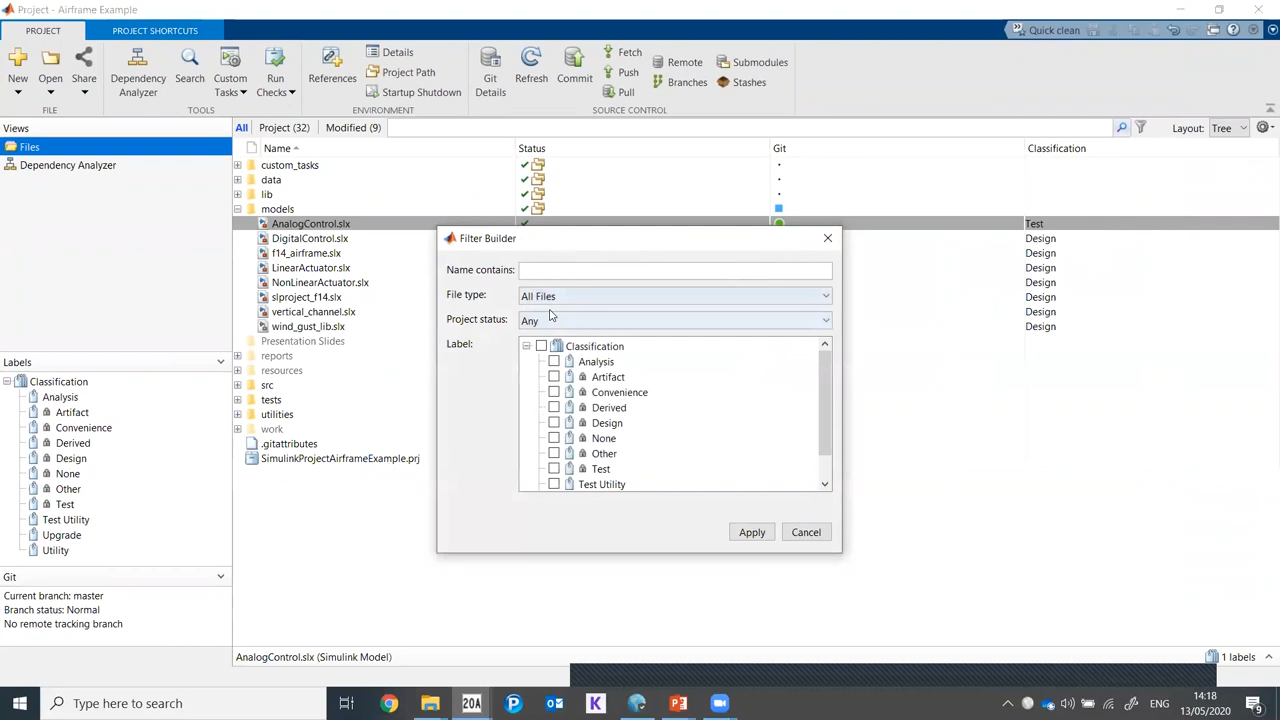 Project - Airframe Example
PROJECT
PROJECT SHORTCUTS
Quick clean
New
Open
Share
Dependency
Analyzer
Search
Custom
Tasks
Run
Checks
References
Details
Project Path
Startup Shutdown
Git
Details
Refresh
Commit
Fetch
Push
Pull
Remote
Branches
Submodules
Stashes
FILE
TOOLS
ENVIRONMENT
SOURCE CONTROL
Views
Files
Dependency Analyzer
All
Project (32)
Modified (9)
Layout:
Tree
Name
Status
Git
Classification
custom_tasks
data
lib
models
AnalogControl.slx
Test
DigitalControl.slx
Design
f14_airframe.slx
Design
LinearActuator.slx
Design
NonLinearActuator.slx
Design
slproject_f14.slx
Design
vertical_channel.slx
Design
wind_gust_lib.slx
Design
Presentation Slides
reports
resources
src
tests
utilities
work
.gitattributes
SimulinkProjectAirframeExample.prj
Filter Builder
Name contains:
File type:
All Files
Project status:
Any
Label:
Classification
Analysis
Artifact
Convenience
Derived
Design
None
Other
Test
Test Utility
Apply
Cancel
Labels
Classification
Analysis
Artifact
Convenience
Derived
Design
None
Other
Test
Test Utility
Upgrade
Utility
Git
Current branch: master
Branch status: Normal
No remote tracking branch
AnalogControl.slx (Simulink Model)
1 labels
Type here to search
20A
K
ENG
14:18
13/05/2020
9